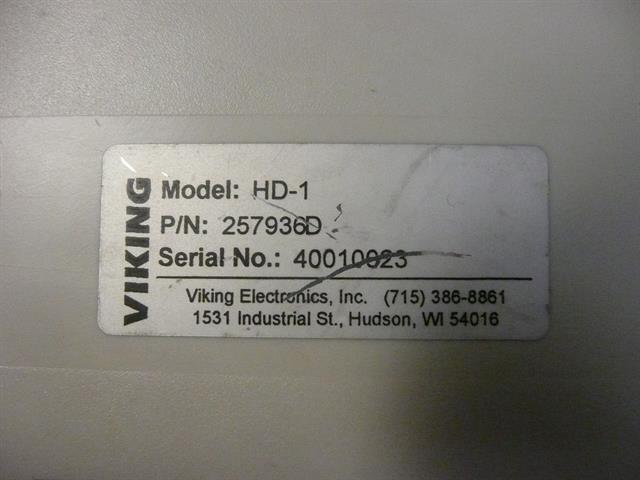 VIKING
Model: HD-1
P/N: 257936D
Serial No.: 40010023
Viking Electronics, Inc. (715) 386-8861
1531 Industrial St., Hudson, WI 54016